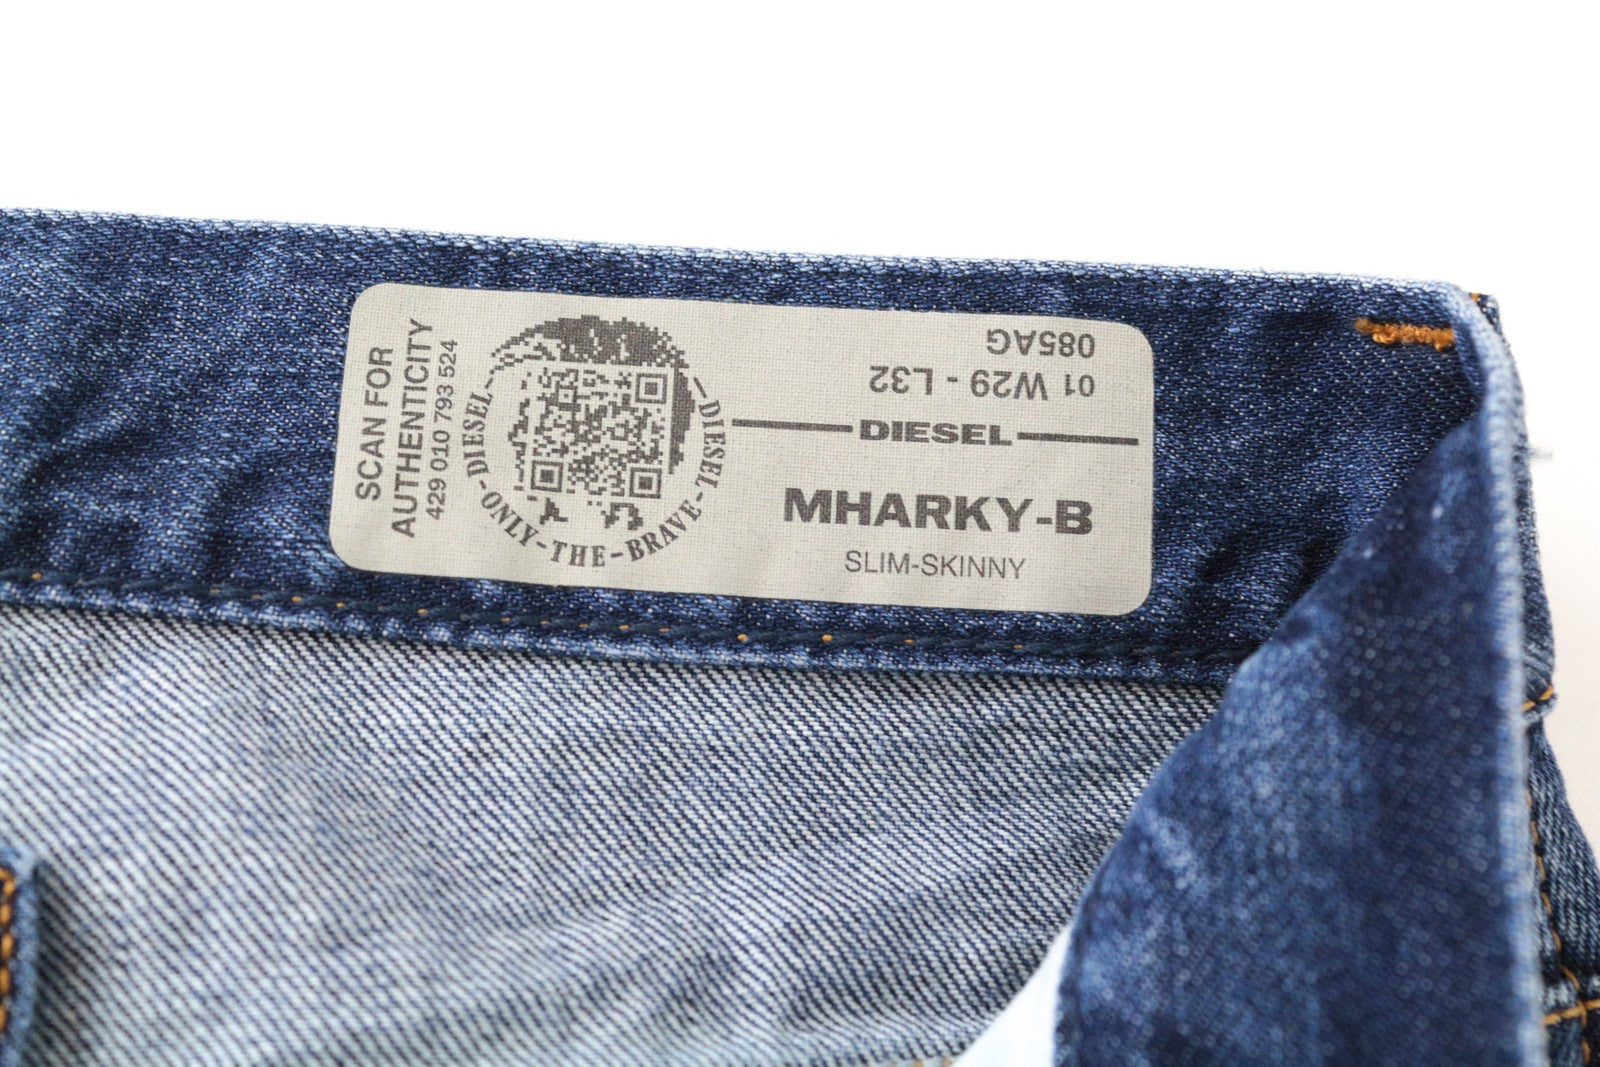 SCAN FOR
AUTHENTICITY
429 010 793 524
DIESEL-ONLY-THE-BRAVE-DIESEL
01 W29 - L32
085AG
DIESEL
MHARKY-B
SLIM-SKINNY